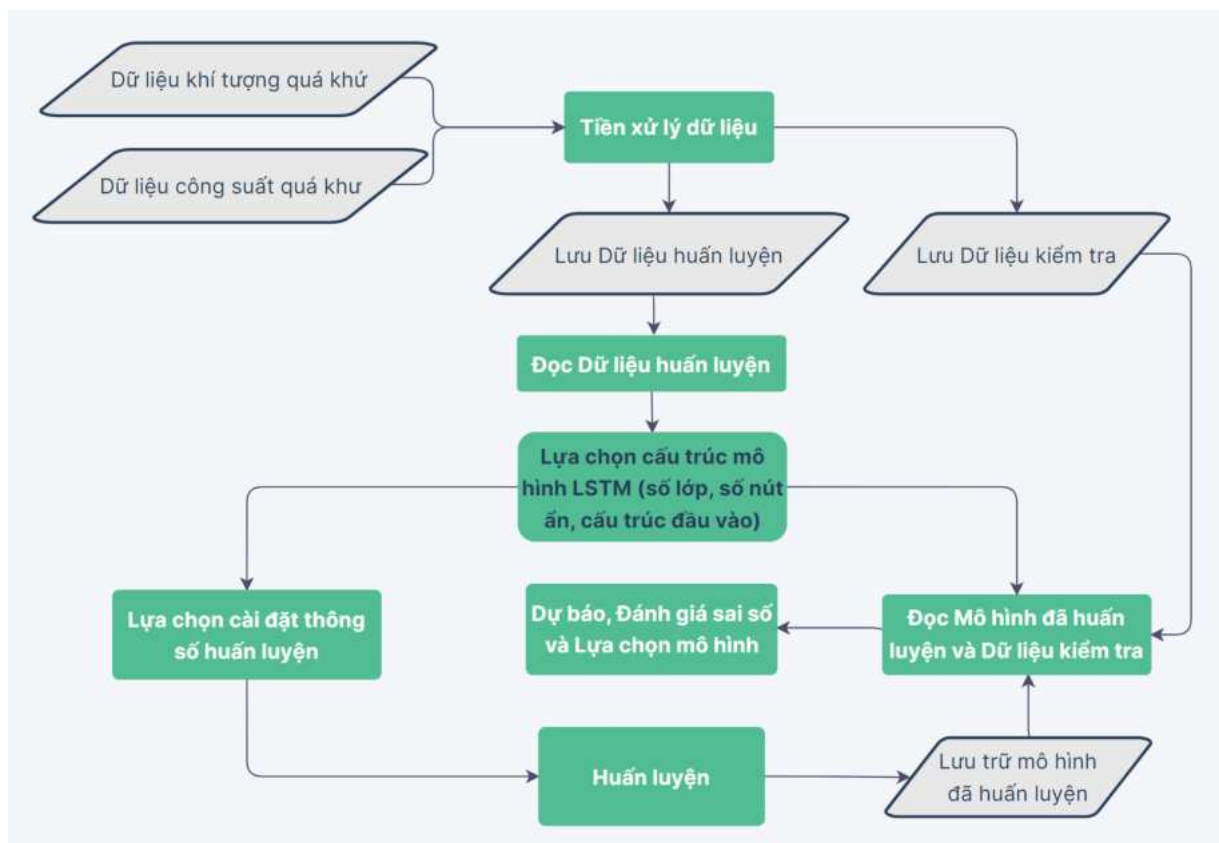 Dữ liệu khí tượng quá khứ
Tiền xử lý dữ liệu
Dữ liệu công suất quá khư
Lưu Dữ liệu huấn luyện
Lưu Dữ liệu kiểm tra
Đọc Dữ liệu huấn luyện
Lựa chọn cấu trúc mô
hình LSTM (số lớp, số nút
ẩn, cấu trúc đầu vào)
Lựa chọn cài đặt thông
số huấn luyện
Dự báo, Đánh giá sai số
và Lựa chọn mô hình
Đọc Mô hình đã huấn
luyện và Dữ liệu kiểm tra
Huấn luyện
Lưu trữ mô hình
đã huấn luyện